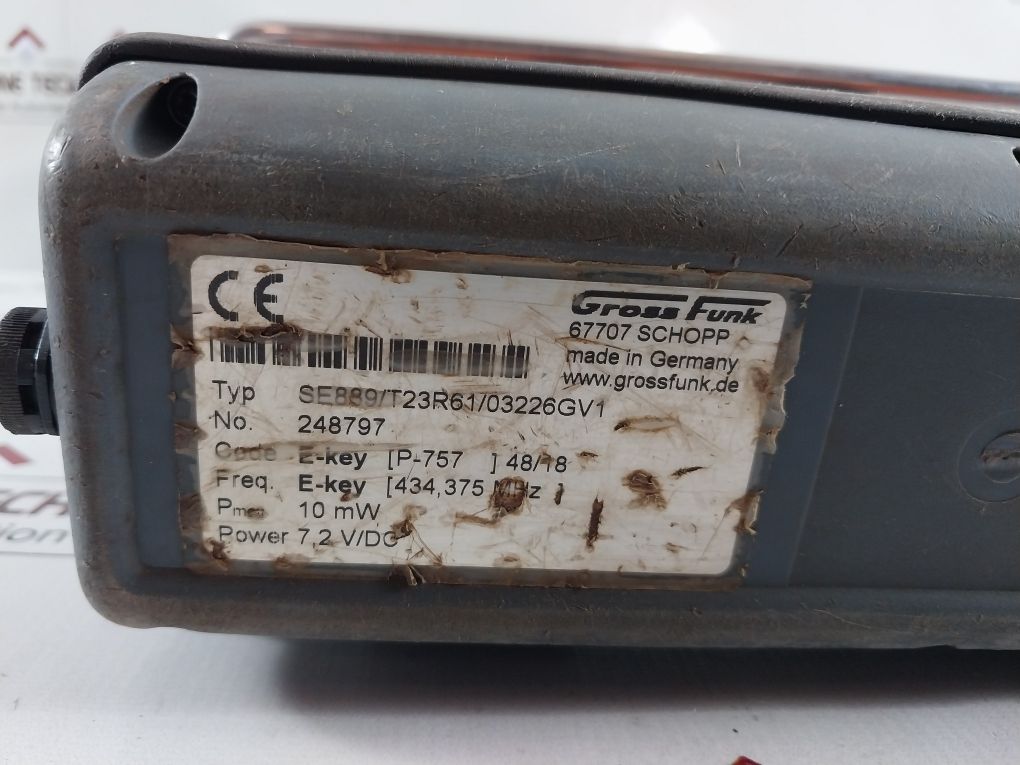 CE
Gross Funk
67707 SCHOPP
made in Germany
www.grossfunk.de
Typ SE889/T23R61/03226GV1
No. 248797
Code E-key [P-757 ] 48/18
Freq. E-key [434,375 MHz ]
Pmax 10 mW
Power 7,2 V/DC